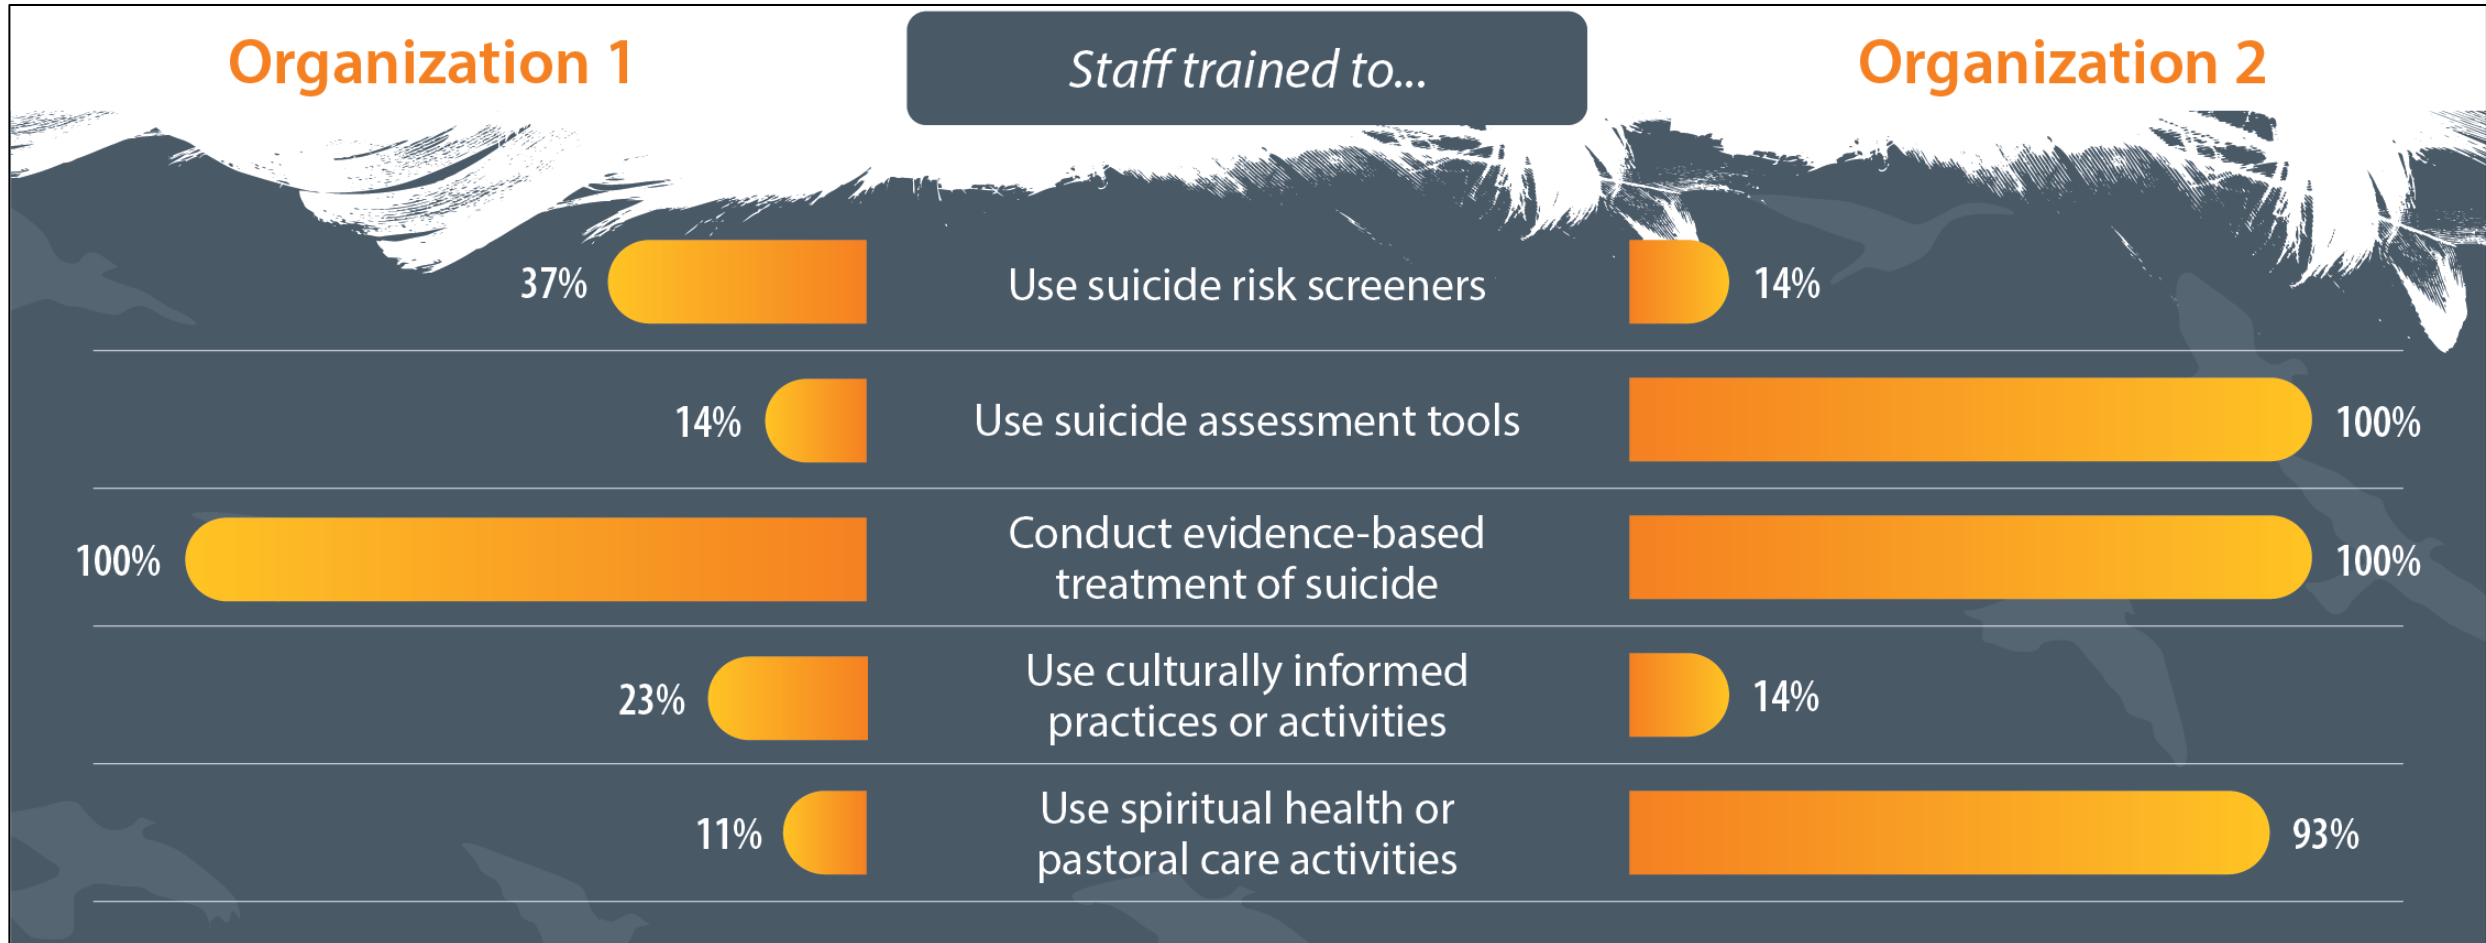 Organization 1
Staff trained to...
Organization 2
37%
Use suicide risk screeners
14%
14%
Use suicide assessment tools
100%
100%
Conduct evidence-based
treatment of suicide
100%
23%
Use culturally informed
practices or activities
14%
11%
Use spiritual health or
pastoral care activities
93%